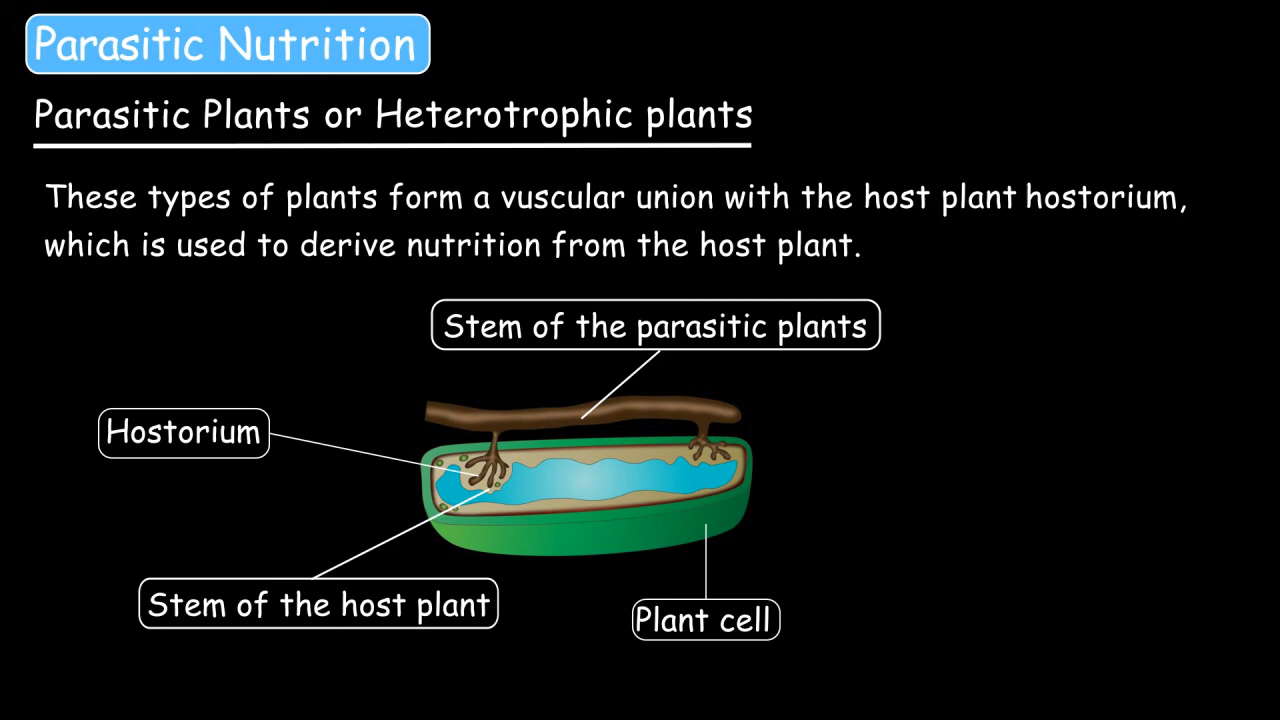 Parasitic Nutrition
Parasitic Plants or Heterotrophic plants
These types of plants form a vuscular union with the host plant hostorium,
which is used to derive nutrition from the host plant.
Stem of the parasitic plants
Hostorium
Stem of the host plant
Plant cell